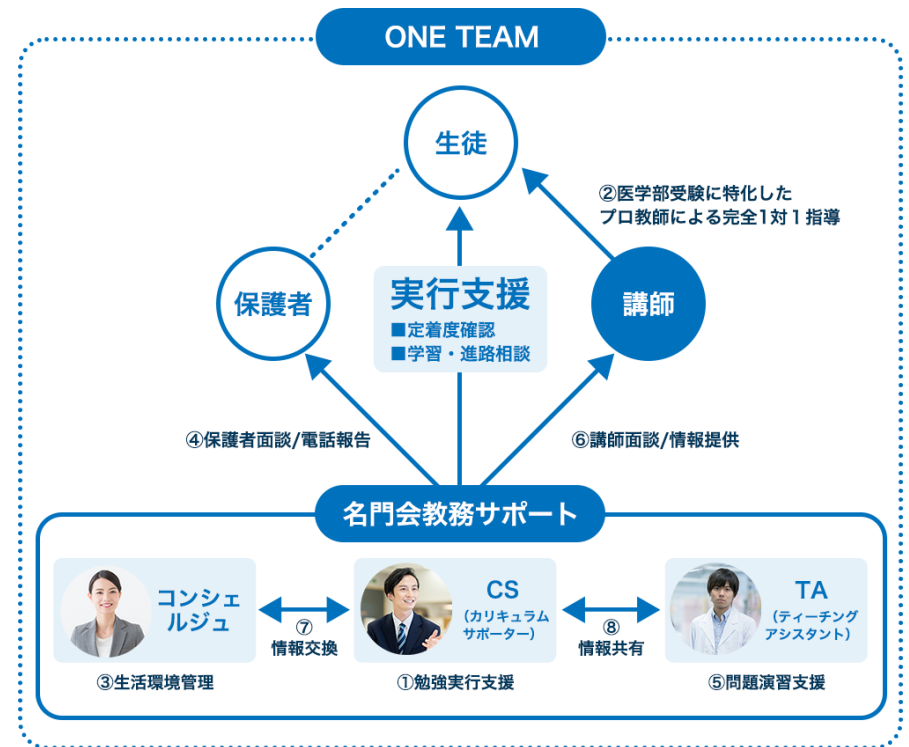 ONE TEAM
生徒
②医学部受験に特化した
プロ教師による完全1対1指導
保護者
実行支援
■定着度確認
■学習・進路相談
講師
④保護者面談/電話報告
⑥講師面談/情報提供
名門会教務サポート
コンシェ
ルジュ
⑦
情報交換
CS
（カリキュラム
サポーター）
⑧
情報共有
TA
（ティーチング
アシスタント）
③生活環境管理
①勉強実行支援
⑤問題演習支援